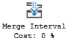 Merge Interval
Cost: 0 %